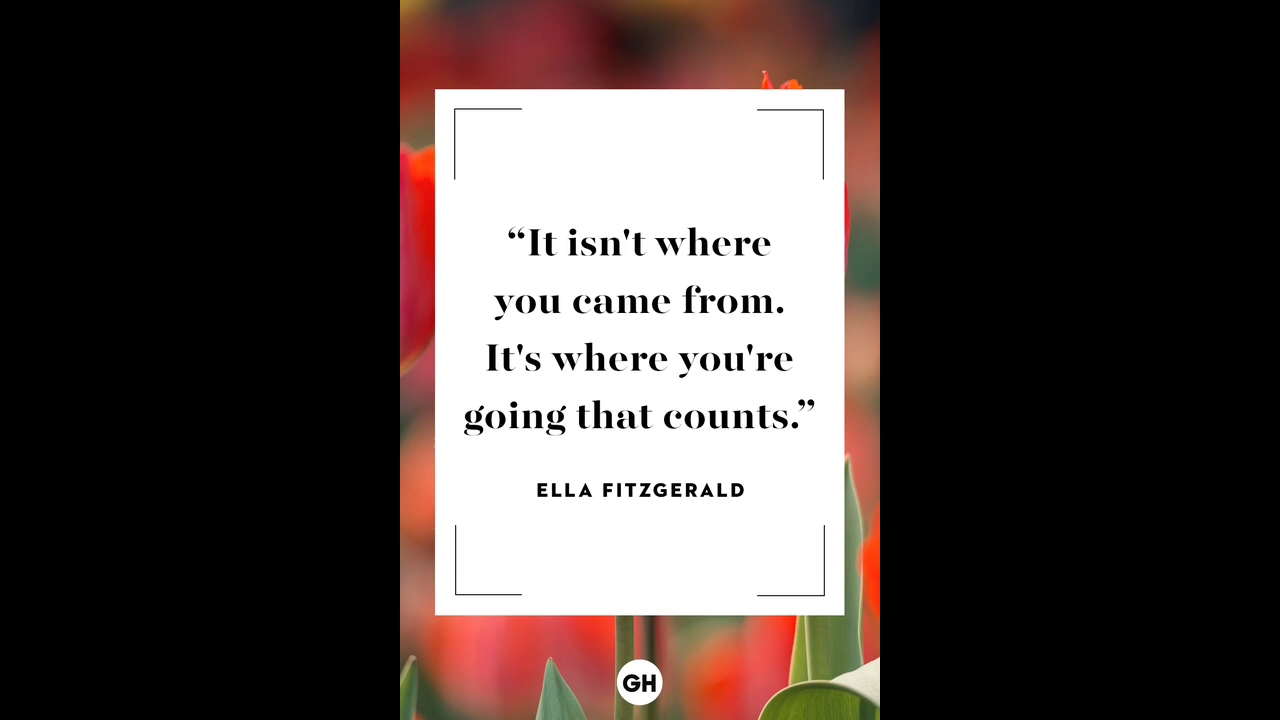 “It isn't where
you came from.
It's where you're
going that counts.”
ELLA FITZGERALD
GH